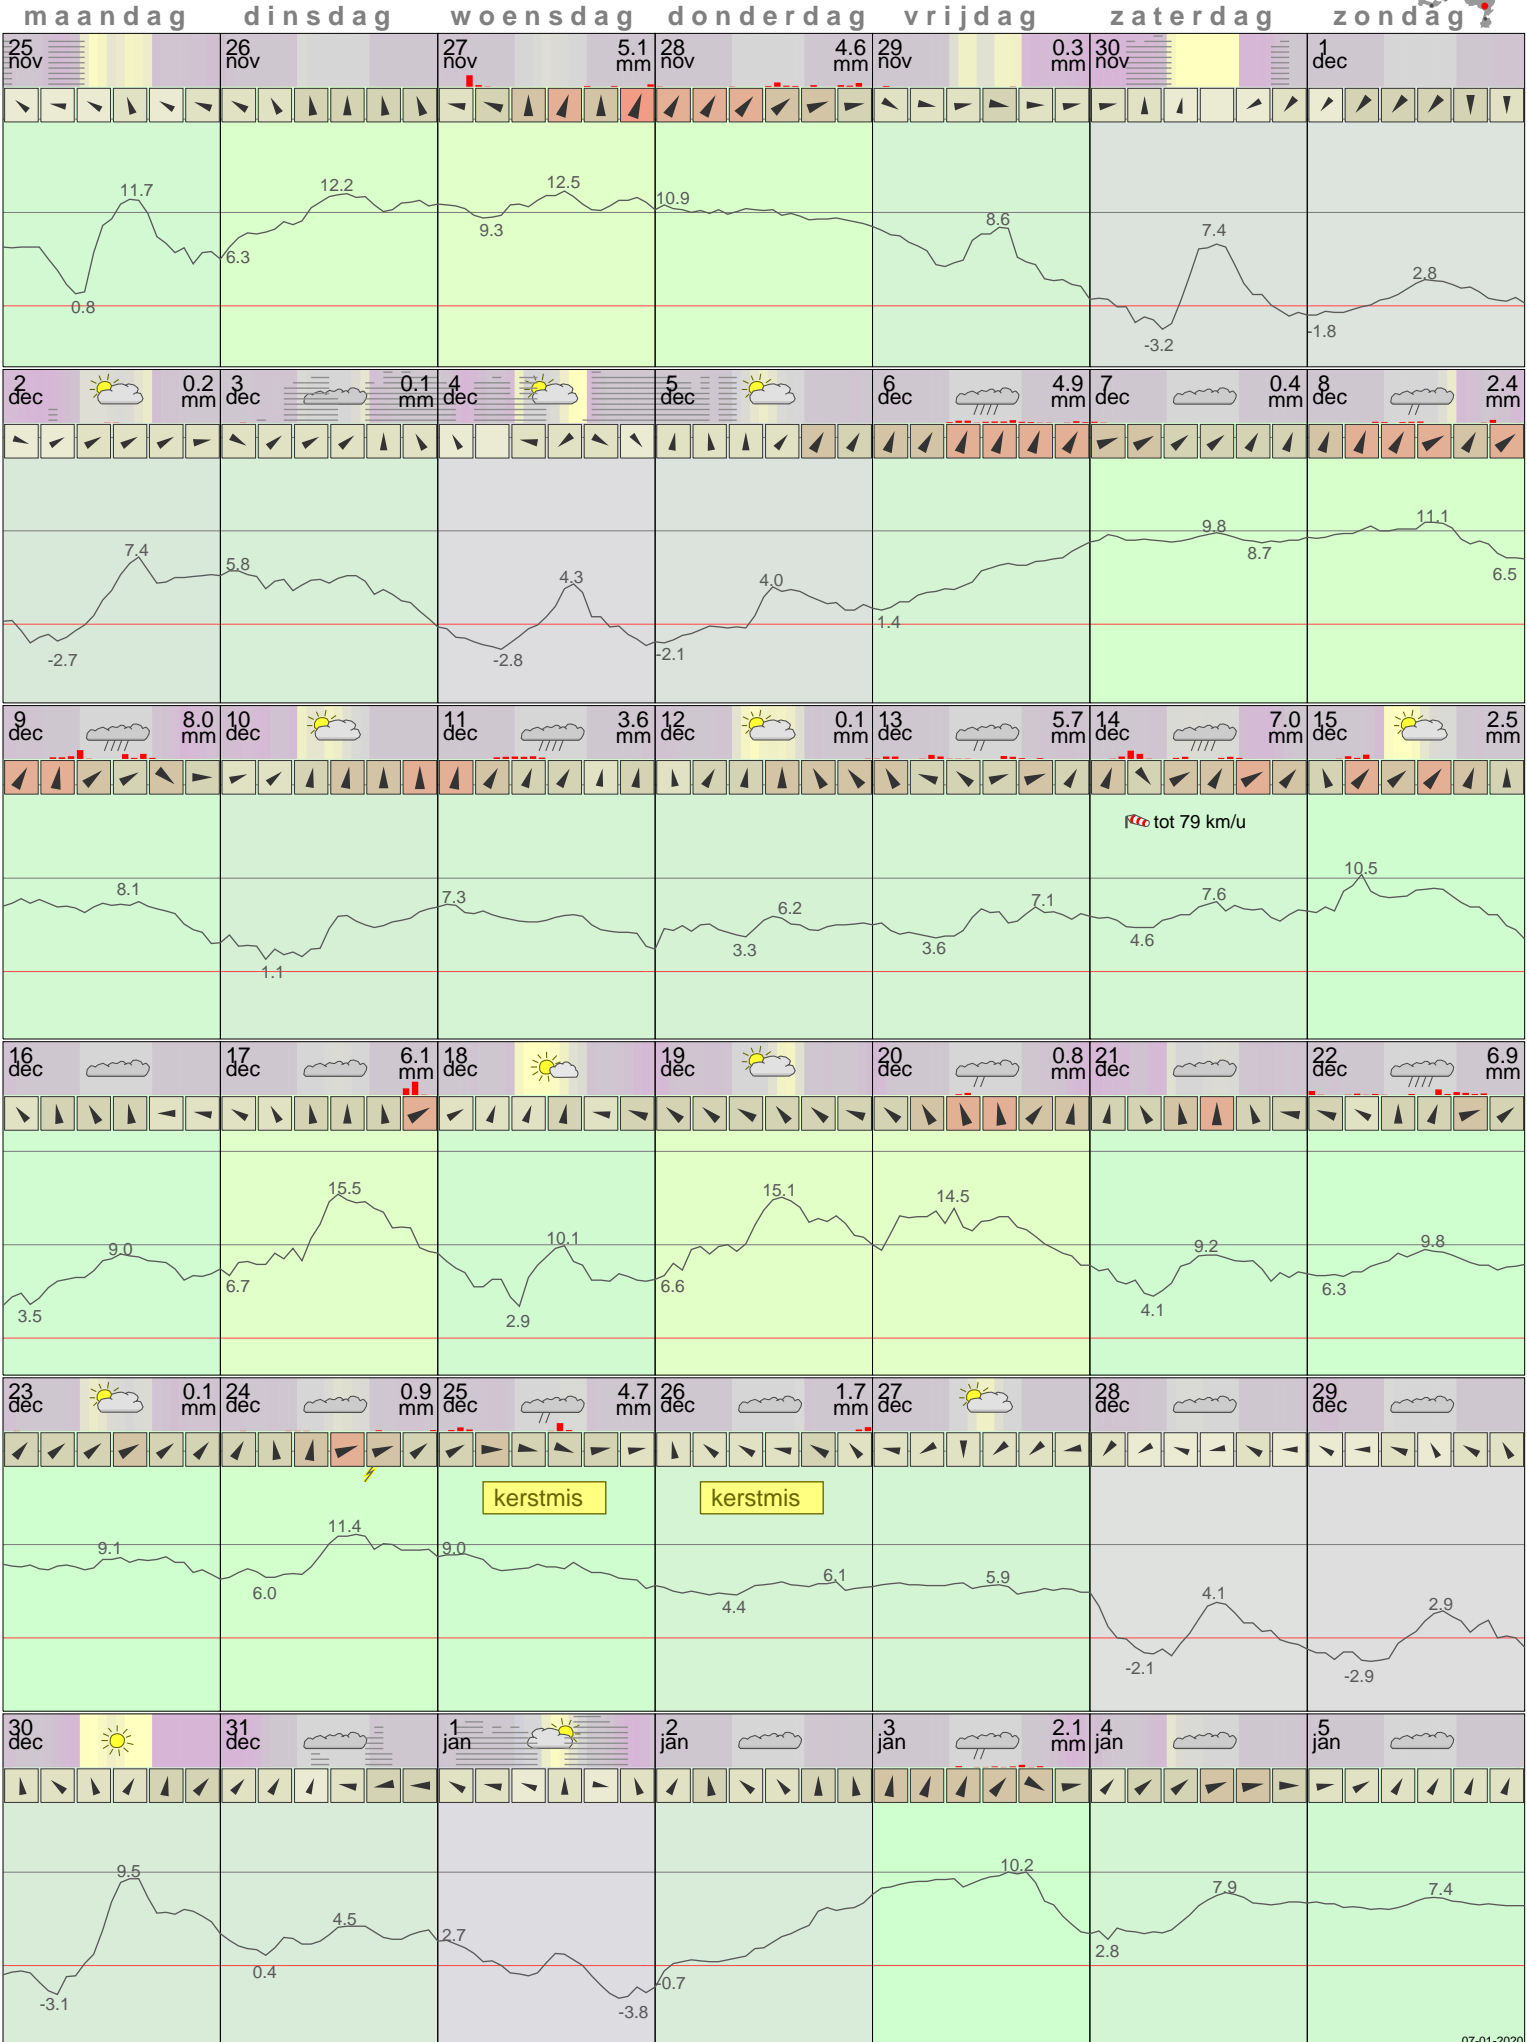 maandag dinsdag woensdag donderdag vrijdag zaterdag zondag
25 nov 26 nov 27 nov 5.1 mm 28 nov 4.6 mm 29 nov 0.3 mm 30 nov 1 dec
11.7 0.8 6.3 12.2 9.3 12.5 10.9 8.6 -3.2 7.4 -1.8 2.8
2 dec 0.2 mm 3 dec 0.1 mm 4 dec 5 dec 6 dec 4.9 mm 7 dec 0.4 mm 8 dec 2.4 mm
-2.7 7.4 5.8 -2.8 4.3 -2.1 4.0 1.4 9.8 8.7 11.1 6.5
9 dec 8.0 mm 10 dec 11 dec 3.6 mm 12 dec 0.1 mm 13 dec 5.7 mm 14 dec 7.0 mm 15 dec 2.5 mm
tot 79 km/u
8.1 1.1 7.3 3.3 6.2 3.6 7.1 4.6 7.6 10.5
16 dec 17 dec 6.1 mm 18 dec 19 dec 20 dec 0.8 mm 21 dec 22 dec 6.9 mm
3.5 9.0 6.7 15.5 2.9 10.1 6.6 15.1 14.5 4.1 9.2 6.3 9.8
23 dec 0.1 mm 24 dec 0.9 mm 25 dec 4.7 mm 26 dec 1.7 mm 27 dec 28 dec 29 dec
kerstmis kerstmis
9.1 6.0 11.4 9.0 4.4 6.1 5.9 -2.1 4.1 -2.9 2.9
30 dec 31 dec 1 jan 2 jan 3 jan 2.1 mm 4 jan 5 jan
-3.1 9.5 0.4 4.5 2.7 -3.8 -0.7 10.2 2.8 7.9 7.4
07-01-2020